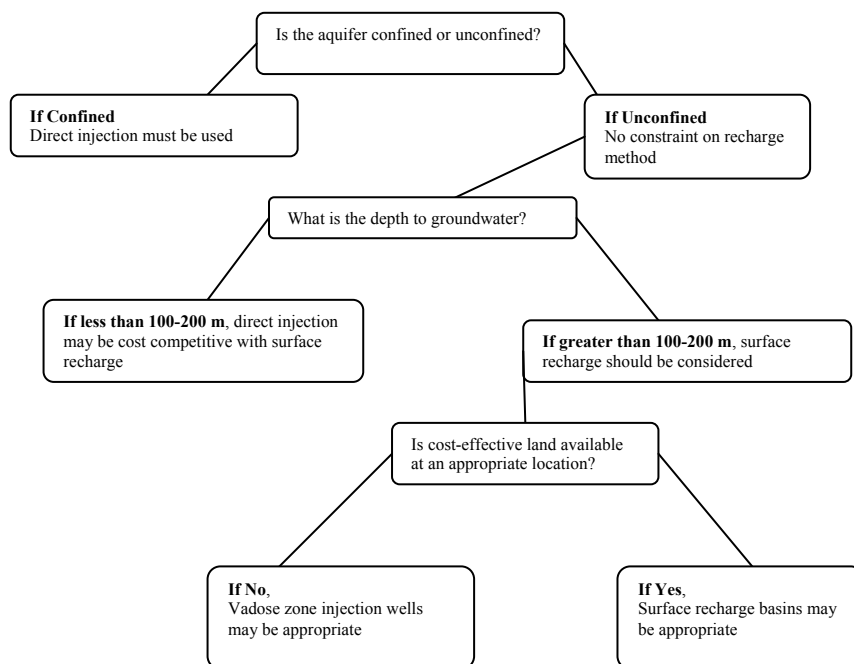 Is the aquifer confined or unconfined?
If Confined
Direct injection must be used
If Unconfined
No constraint on recharge
method
What is the depth to groundwater?
If less than 100-200 m, direct injection
may be cost competitive with surface
recharge
If greater than 100-200 m, surface
recharge should be considered
Is cost-effective land available
at an appropriate location?
If No,
Vadose zone injection wells
may be appropriate
If Yes,
Surface recharge basins may
be appropriate